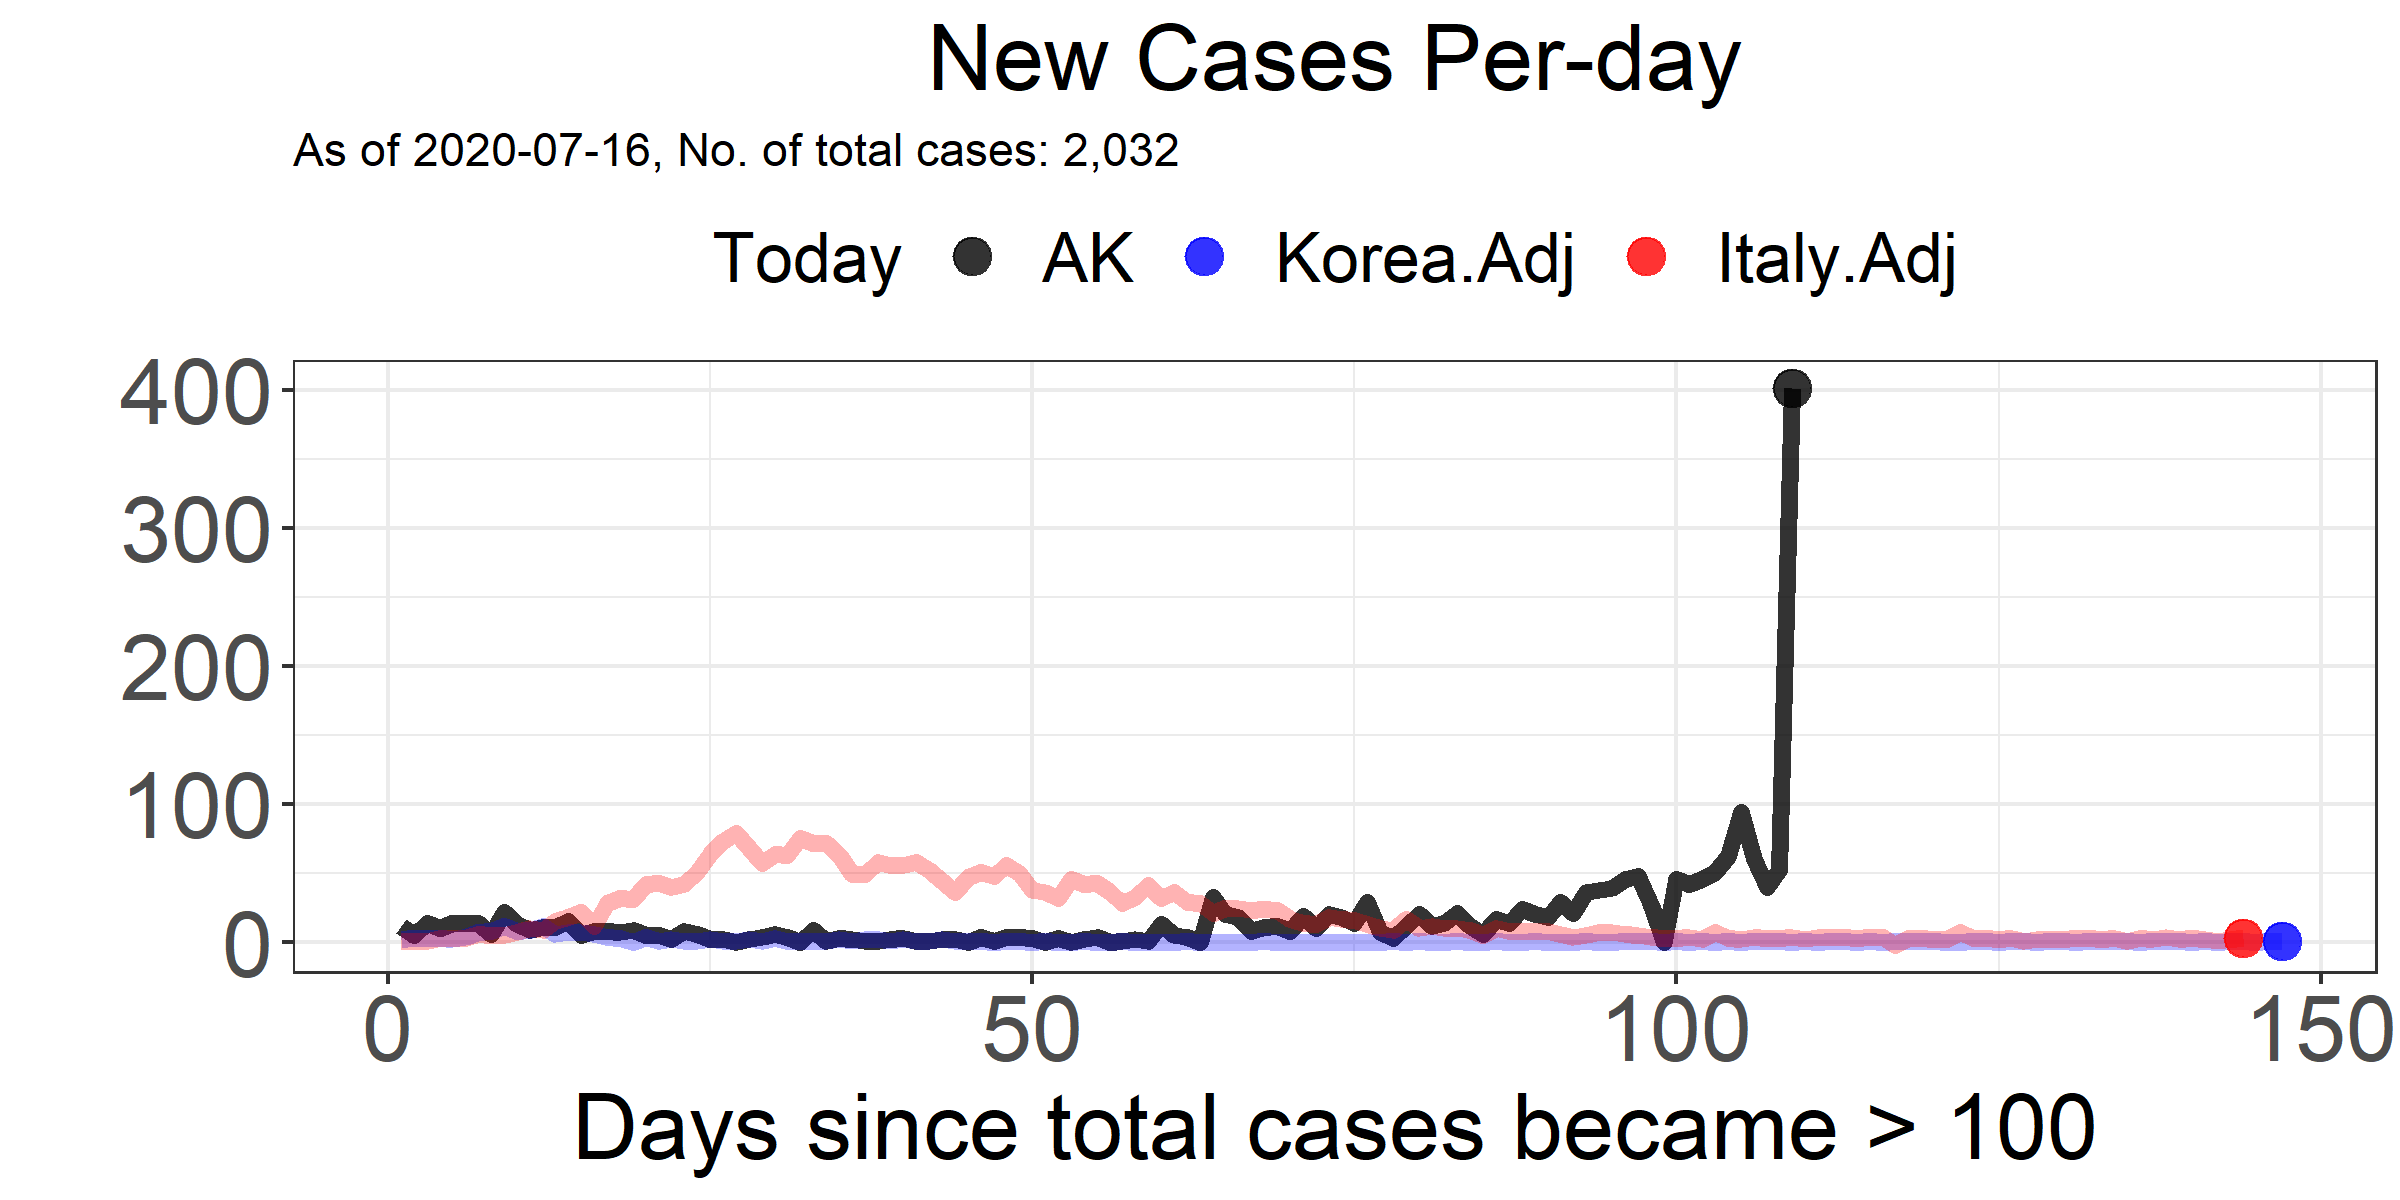 New Cases Per-day
As of 2020-07-16, No. of total cases: 2,032
Today AK Korea.Adj Italy.Adj
400
300
200
100
0
0 50 100 150
Days since total cases became > 100